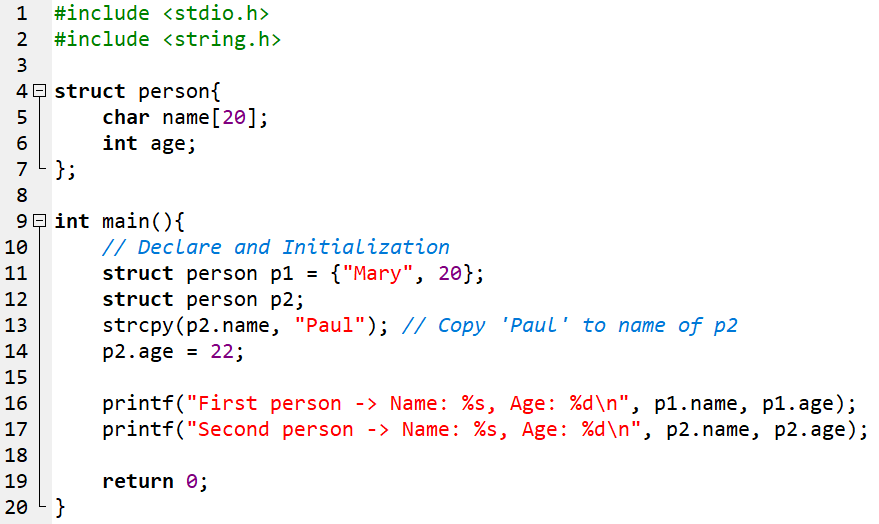 1 #include <stdio.h>
2 #include <string.h>
3
4 struct person{
5     char name[20];
6     int age;
7 };
8
9 int main(){
10     // Declare and Initialization
11     struct person p1 = {"Mary", 20};
12     struct person p2;
13     strcpy(p2.name, "Paul"); // Copy 'Paul' to name of p2
14     p2.age = 22;
15
16     printf("First person -> Name: %s, Age: %d\n", p1.name, p1.age);
17     printf("Second person -> Name: %s, Age: %d\n", p2.name, p2.age);
18
19     return 0;
20 }